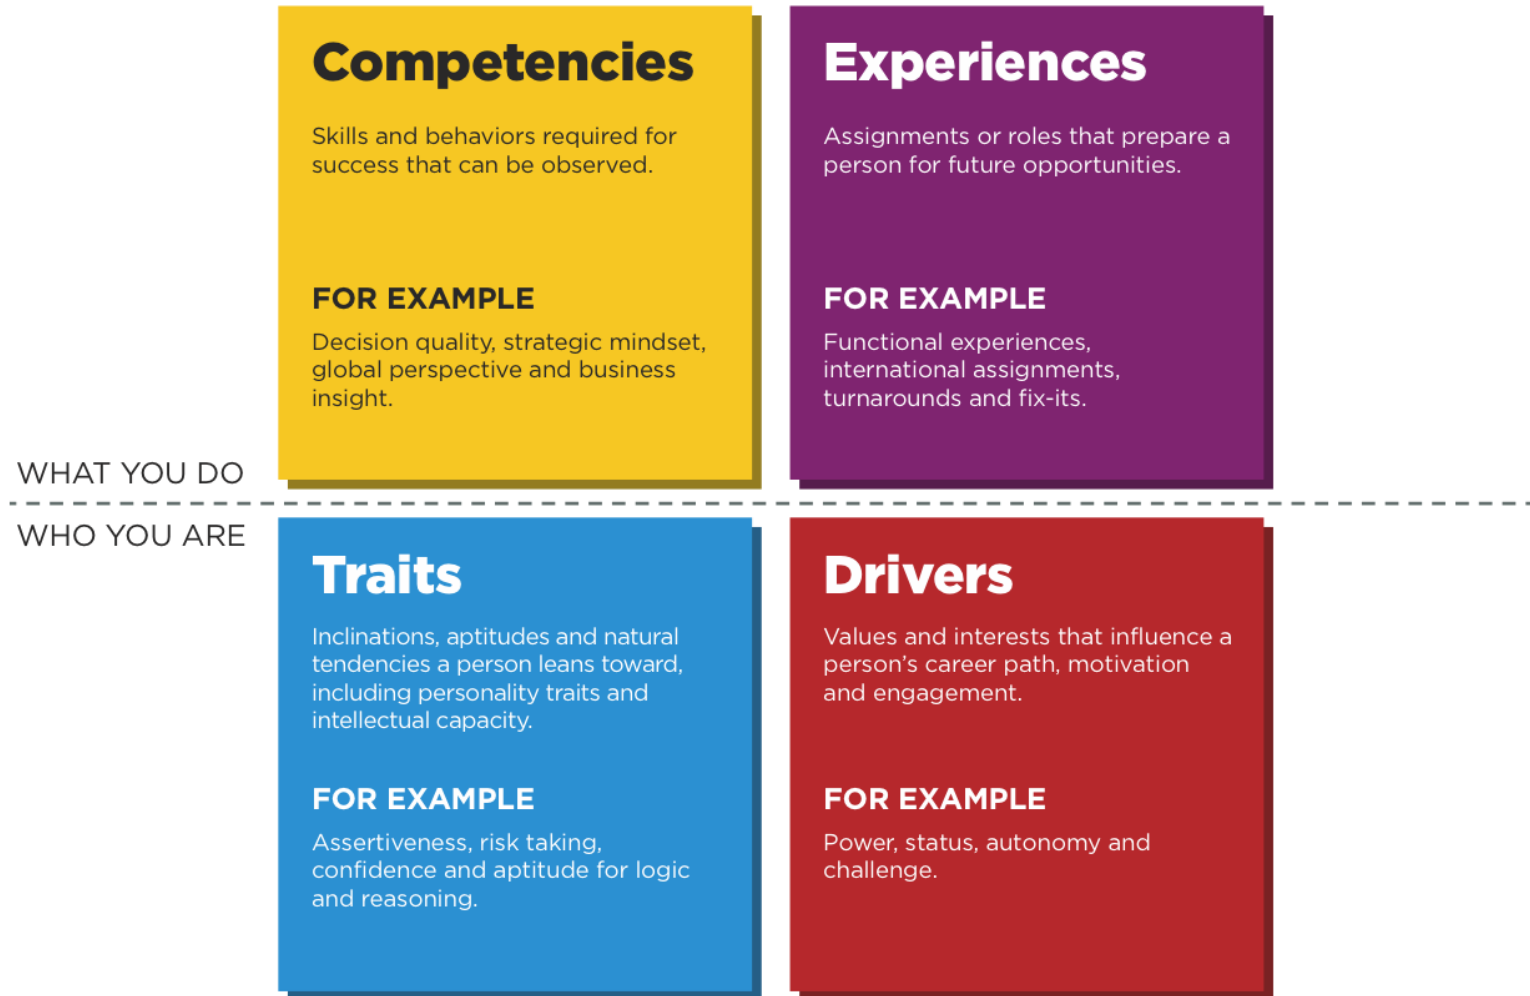 Competencies
Skills and behaviors required for
success that can be observed.
FOR EXAMPLE
Decision quality, strategic mindset,
global perspective and business
insight.
Experiences
Assignments or roles that prepare a
person for future opportunities.
FOR EXAMPLE
Functional experiences,
international assignments,
turnarounds and fix-its.
WHAT YOU DO
WHO YOU ARE
Traits
Inclinations, aptitudes and natural
tendencies a person leans toward,
including personality traits and
intellectual capacity.
FOR EXAMPLE
Assertiveness, risk taking,
confidence and aptitude for logic
and reasoning.
Drivers
Values and interests that influence a
person’s career path, motivation
and engagement.
FOR EXAMPLE
Power, status, autonomy and
challenge.